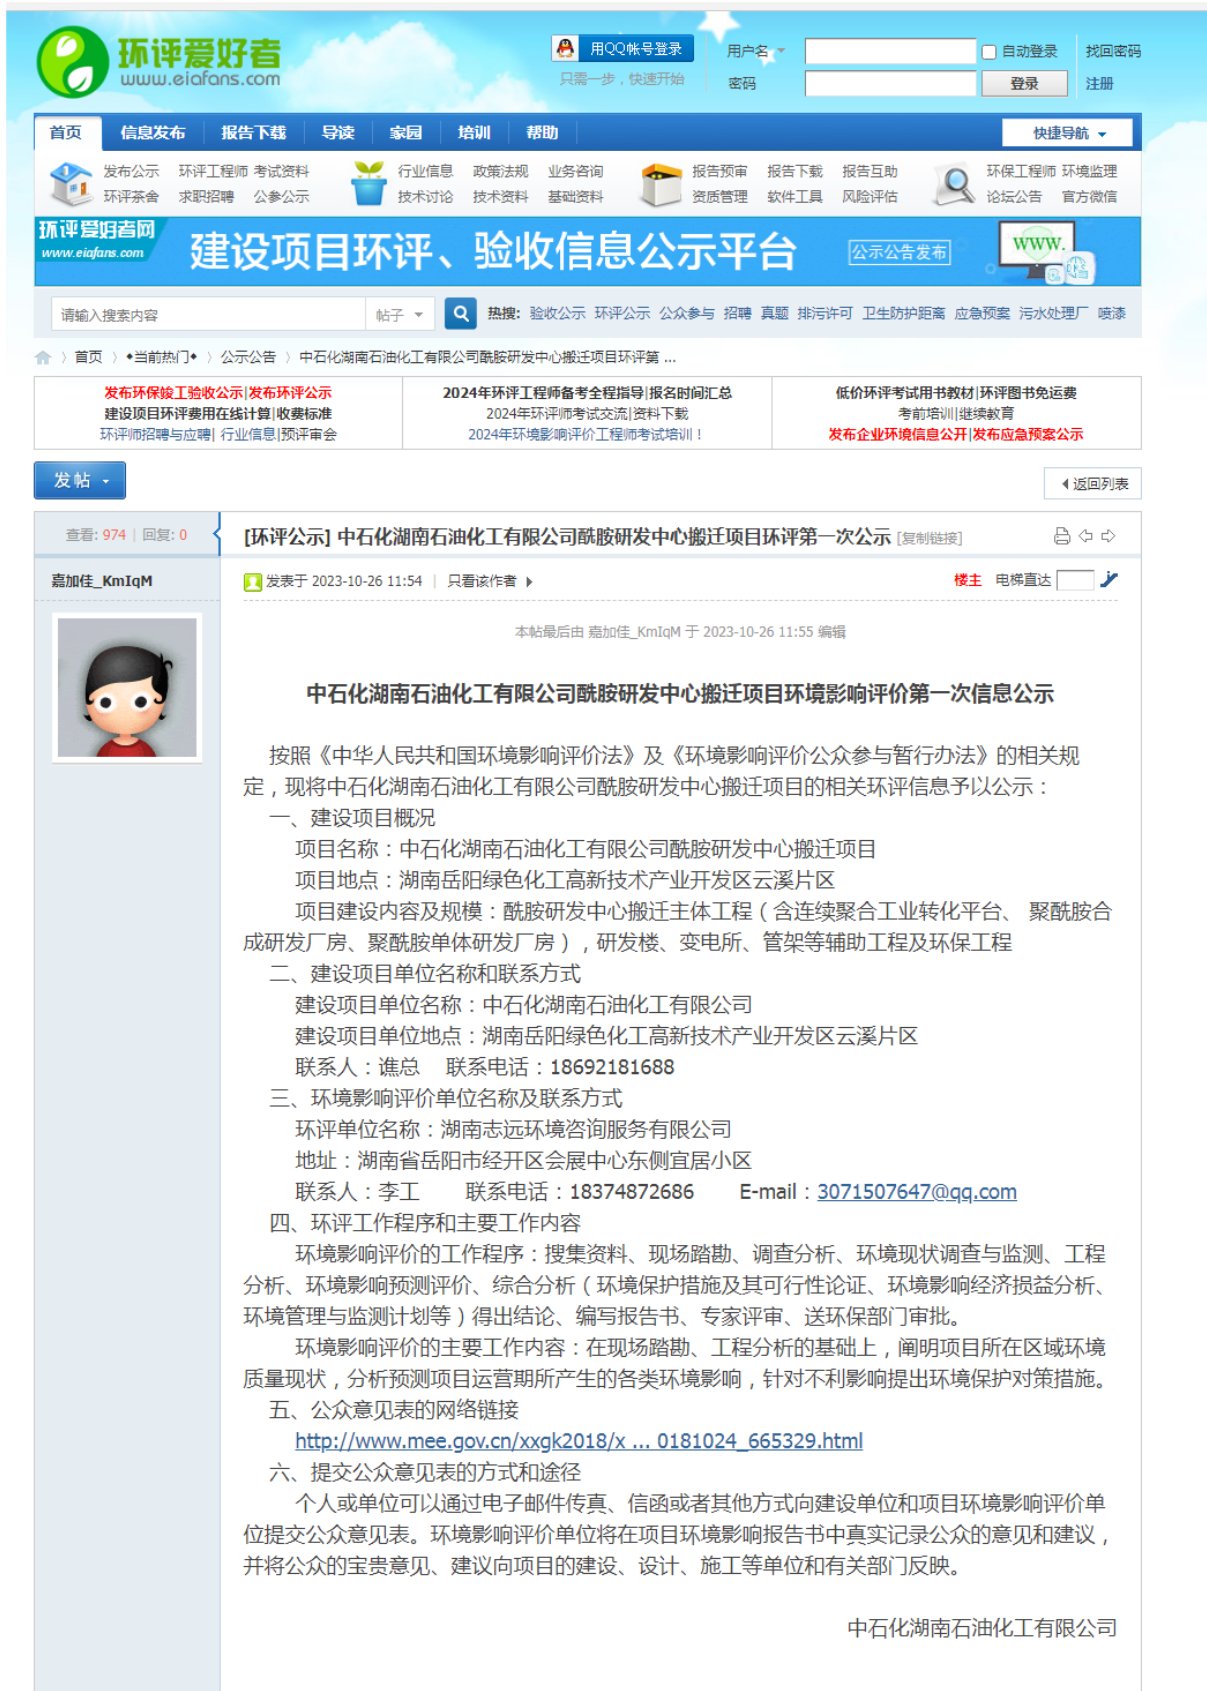 环评爱好者
www.eiafans.com
用QQ帐号登录
只需一步，快速开始
用户名
自动登录
找回密码
密码
登录
注册
首页 信息发布 报告下载 导读 家园 培训 帮助
快捷导航
发布公示 环评工程师 考试资料 行业信息 政策法规 业务咨询 报告预审 报告下载 报告互助 环保工程师 环境监理
环评茶舍 求职招聘 公参公示 技术讨论 技术资料 基础资料 资质管理 软件工具 风险评估 论坛公告 官方微信
环评爱好者网
www.eiafans.com
建设项目环评、验收信息公示平台
公示公告发布
www.
请输入搜索内容
帖子
热搜: 验收公示 环评公示 公众参与 招聘 真题 排污许可 卫生防护距离 应急预案 污水处理厂 喷漆
首页 〉 ◆当前热门◆ 〉 公示公告 〉 中石化湖南石油化工有限公司酰胺研发中心搬迁项目环评第 ...
发布环保竣工验收公示|发布环评公示
建设项目环评费用在线计算|收费标准
环评师招聘与应聘| 行业信息|预评审会
2024年环评工程师备考全程指导|报名时间汇总
2024年环评师考试交流|资料下载
2024年环境影响评价工程师考试培训！
低价环评考试用书教材|环评图书免运费
考前培训|继续教育
发布企业环境信息公开|发布应急预案公示
发帖
返回列表
查看: 974 | 回复: 0
[环评公示] 中石化湖南石油化工有限公司酰胺研发中心搬迁项目环评第一次公示 [复制链接]
嘉加佳_KmIqM
发表于 2023-10-26 11:54 | 只看该作者
楼主 电梯直达
本帖最后由 嘉加佳_KmIqM 于 2023-10-26 11:55 编辑
中石化湖南石油化工有限公司酰胺研发中心搬迁项目环境影响评价第一次信息公示
按照《中华人民共和国环境影响评价法》及《环境影响评价公众参与暂行办法》的相关规
定，现将中石化湖南石油化工有限公司酰胺研发中心搬迁项目的相关环评信息予以公示：
一、建设项目概况
项目名称：中石化湖南石油化工有限公司酰胺研发中心搬迁项目
项目地点：湖南岳阳绿色化工高新技术产业开发区云溪片区
项目建设内容及规模：酰胺研发中心搬迁主体工程（含连续聚合工业转化平台、 聚酰胺合
成研发厂房、聚酰胺单体研发厂房），研发楼、变电所、管架等辅助工程及环保工程
二、建设项目单位名称和联系方式
建设项目单位名称：中石化湖南石油化工有限公司
建设项目单位地点：湖南岳阳绿色化工高新技术产业开发区云溪片区
联系人：谯总 联系电话：18692181688
三、环境影响评价单位名称及联系方式
环评单位名称：湖南志远环境咨询服务有限公司
地址：湖南省岳阳市经开区会展中心东侧宜居小区
联系人：李工 联系电话：18374872686 E-mail：3071507647@qq.com
四、环评工作程序和主要工作内容
环境影响评价的工作程序：搜集资料、现场踏勘、调查分析、环境现状调查与监测、工程
分析、环境影响预测评价、综合分析（环境保护措施及其可行性论证、环境影响经济损益分析、
环境管理与监测计划等）得出结论、编写报告书、专家评审、送环保部门审批。
环境影响评价的主要工作内容：在现场踏勘、工程分析的基础上，阐明项目所在区域环境
质量现状，分析预测项目运营期所产生的各类环境影响，针对不利影响提出环境保护对策措施。
五、公众意见表的网络链接
http://www.mee.gov.cn/xxgk2018/x ... 0181024_665329.html
六、提交公众意见表的方式和途径
个人或单位可以通过电子邮件传真、信函或者其他方式向建设单位和项目环境影响评价单
位提交公众意见表。环境影响评价单位将在项目环境影响报告书中真实记录公众的意见和建议，
并将公众的宝贵意见、建议向项目的建设、设计、施工等单位和有关部门反映。
中石化湖南石油化工有限公司